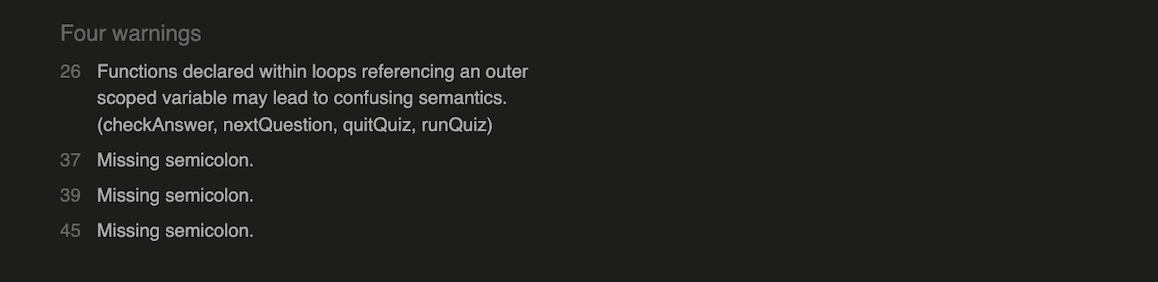 Four warnings
26 Functions declared within loops referencing an outer
scoped variable may lead to confusing semantics.
(checkAnswer, nextQuestion, quitQuiz, runQuiz)
37 Missing semicolon.
39 Missing semicolon.
45 Missing semicolon.